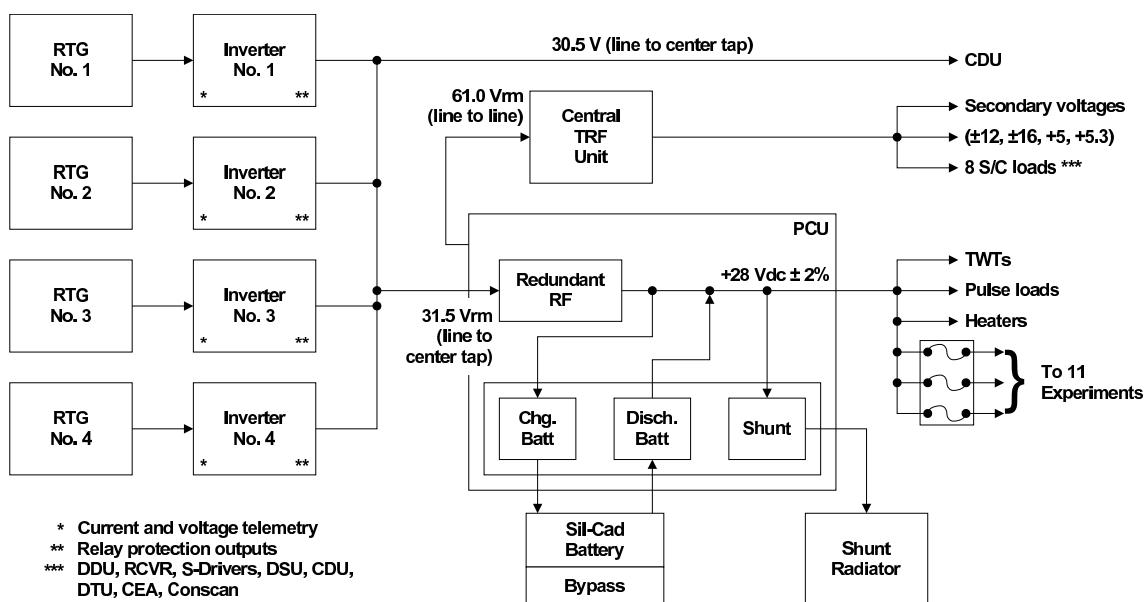 RTG
No. 1
Inverter
No. 1
* **
30.5 V (line to center tap)
CDU
61.0 Vrm
(line to line)
Central
TRF
Unit
Secondary voltages
(±12, ±16, +5, +5.3)
8 S/C loads ***
RTG
No. 2
Inverter
No. 2
* **
PCU
RTG
No. 3
Inverter
No. 3
* **
Redundant
RF
+28 Vdc ± 2%
31.5 Vrm
(line to
center tap)
TWTs
Pulse loads
Heaters
To 11
Experiments
RTG
No. 4
Inverter
No. 4
* **
Chg.
Batt
Disch.
Batt
Shunt
Sil-Cad
Battery
Bypass
Shunt
Radiator
* Current and voltage telemetry
** Relay protection outputs
*** DDU, RCVR, S-Drivers, DSU, CDU,
DTU, CEA, Conscan